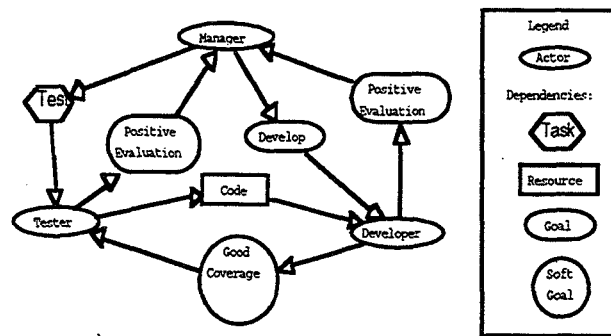 Manager
Test
Positive
Evaluation
Develop
Positive
Evaluation
Code
Tester
Developer
Good
Coverage
Legend
Actor
Dependencies:
Task
Resource
Goal
Soft
Goal